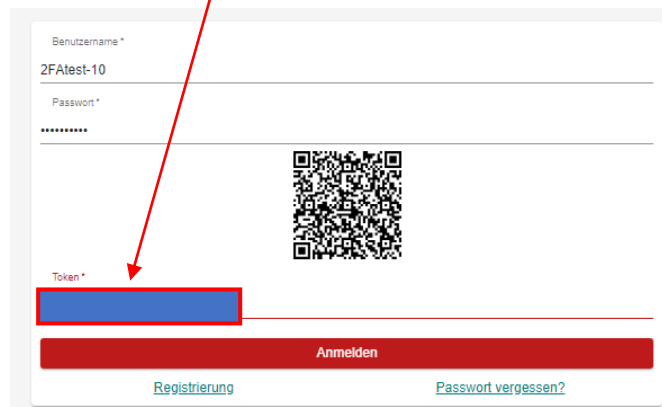 Benutzername *
2FAtest-10
Passwort *
••••••••••
Token *
Anmelden
Registrierung Passwort vergessen?